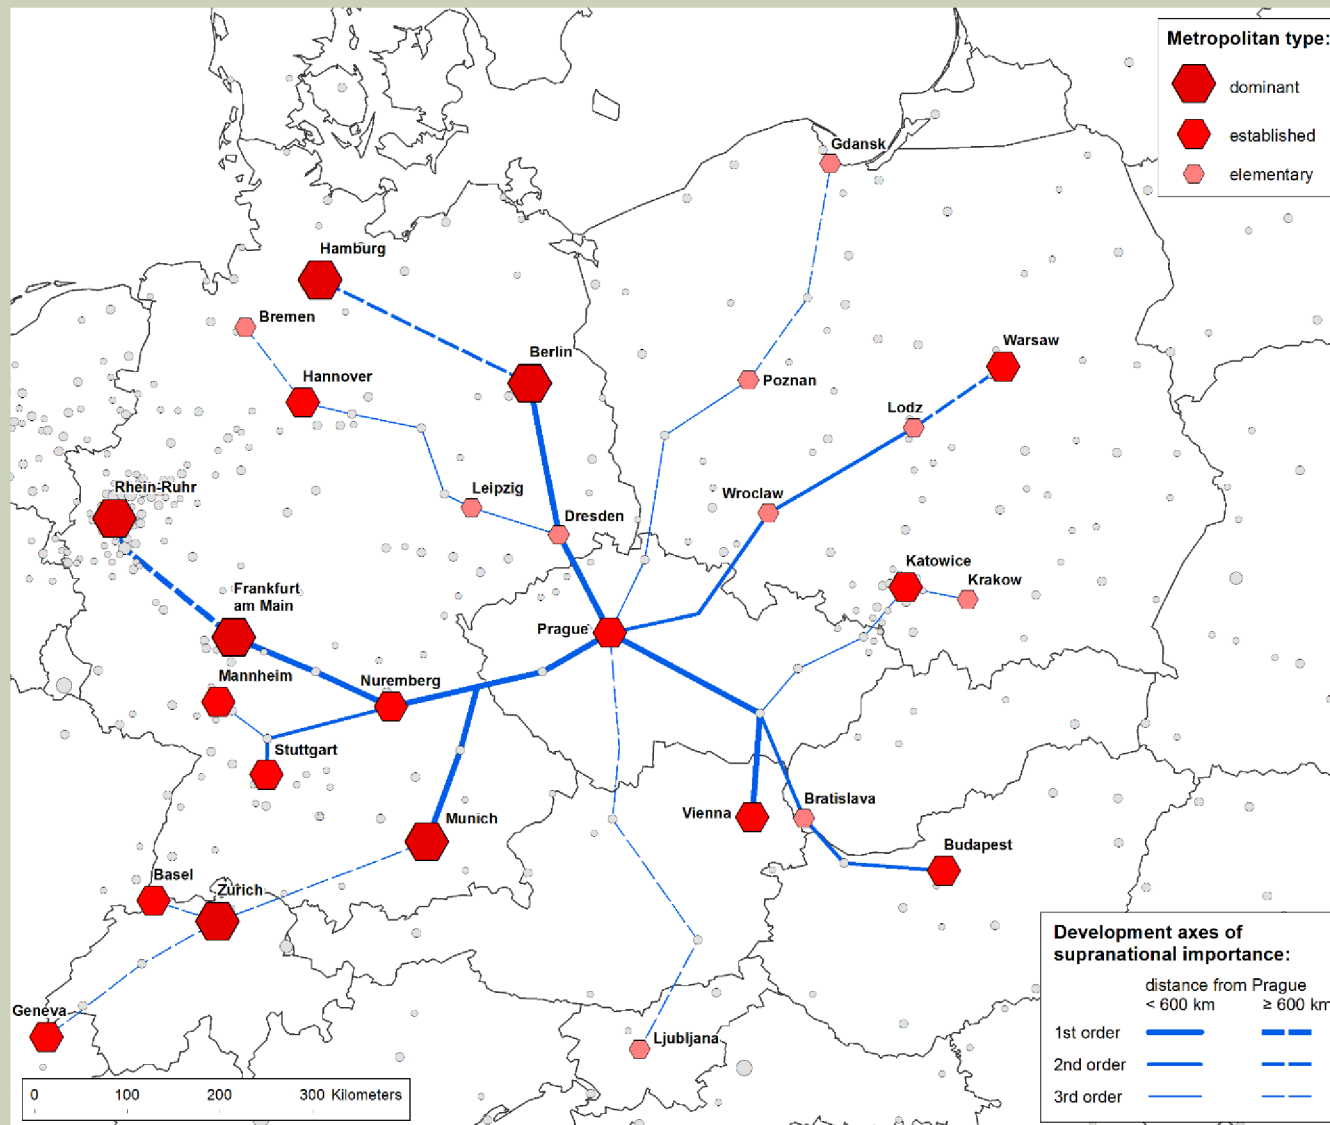 Metropolitan type:
dominant
established
elementary
Gdansk
Hamburg
Bremen
Berlin
Warsaw
Hannover
Poznan
Lodz
Rhein-Ruhr
Leipzig
Wroclaw
Dresden
Katowice
Krakow
Frankfurt
am Main
Prague
Mannheim
Nuremberg
Stuttgart
Munich
Vienna
Bratislava
Budapest
Basel
Zürich
Geneva
Ljubljana
Development axes of
supranational importance:
distance from Prague
< 600 km ≥ 600 km
1st order
2nd order
3rd order
0 100 200 300 Kilometers